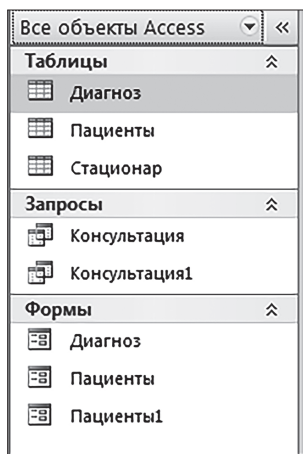 Все объекты Access
Таблицы
Диагноз
Пациенты
Стационар
Запросы
Консультация
Консультация1
Формы
Диагноз
Пациенты
Пациенты1